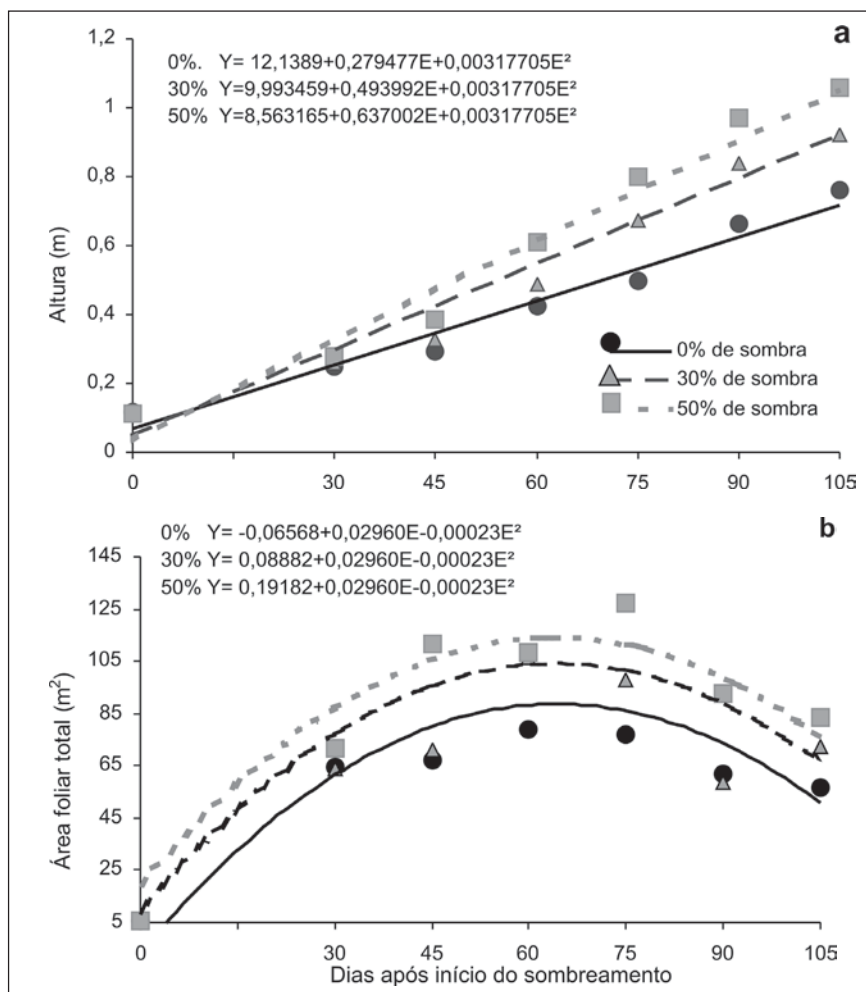 a
1,2
0%. Y= 12,1389+0,279477E+0,00317705E²
30% Y=9,993459+0,493992E+0,00317705E²
50% Y=8,563165+0,637002E+0,00317705E²
1
0,8
0,6
0,4
0,2
0
Altura (m)
0% de sombra
30% de sombra
50% de sombra
0 30 45 60 75 90 105
b
0% Y= -0,06568+0,02960E-0,00023E²
30% Y= 0,08882+0,02960E-0,00023E²
50% Y= 0,19182+0,02960E-0,00023E²
145
125
105
85
65
45
25
5
Área foliar total (m²)
0 30 45 60 75 90 105
Dias após início do sombreamento